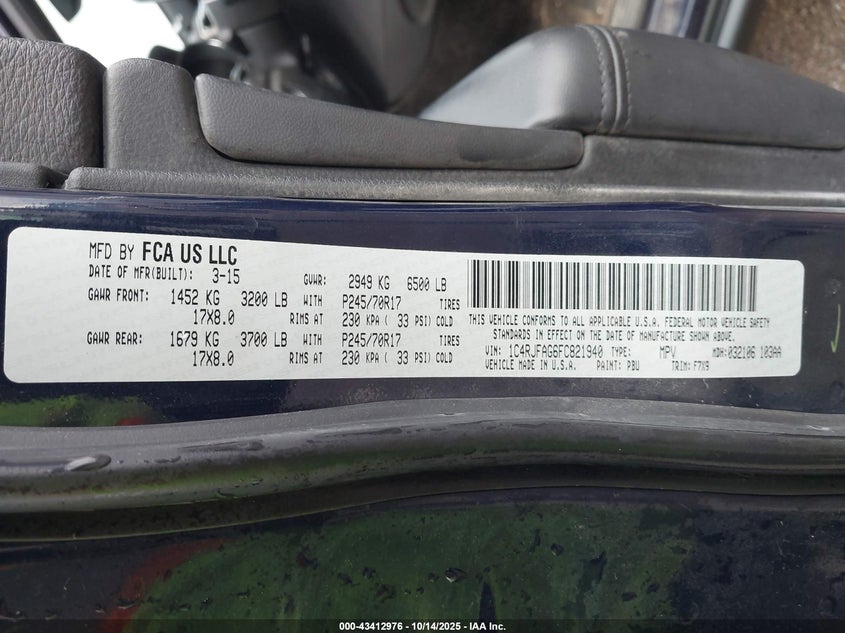 MFD BY FCA US LLC
DATE OF MFR(BUILT): 3-15 GVWR: 2949 KG 6500 LB
GAWR FRONT: 1452 KG 3200 LB WITH P245/70R17 TIRES
17X8.0 RIMS AT 230 KPA ( 33 PSI) COLD
GAWR REAR: 1679 KG 3700 LB WITH P245/70R17 TIRES
17X8.0 RIMS AT 230 KPA ( 33 PSI) COLD
THIS VEHICLE CONFORMS TO ALL APPLICABLE U.S.A. FEDERAL MOTOR VEHICLE SAFETY
STANDARDS IN EFFECT ON THE DATE OF MANUFACTURE SHOWN ABOVE.
VIN: 1C4RJFAG6FC821940 TYPE: MPV MDH: 032106 103AA
VEHICLE MADE IN U.S.A. PAINT: PBU TRIM: F7X9
000-43412976 - 10/14/2025 - IAA Inc.